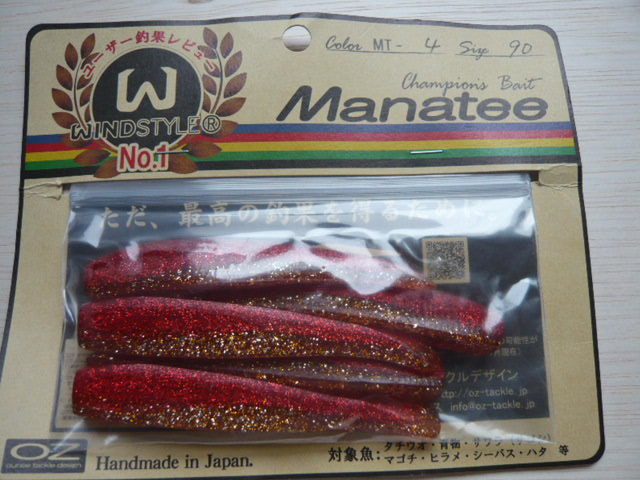 Color MT - 4 Size 90
ユーザー釣果レビュー
W
WINDSTYLE®
No.1
Champion's Bait
Manatee
ただ、最高の釣果を得るために。
クルデザイン
http://oz-tackle.jp/
info@oz-tackle.jp
OZ
ounce tackle design
Handmade in Japan.
対象魚:タチウオ・青物・サワラ
マゴチ・ヒラメ・シーバス・ハタ 等